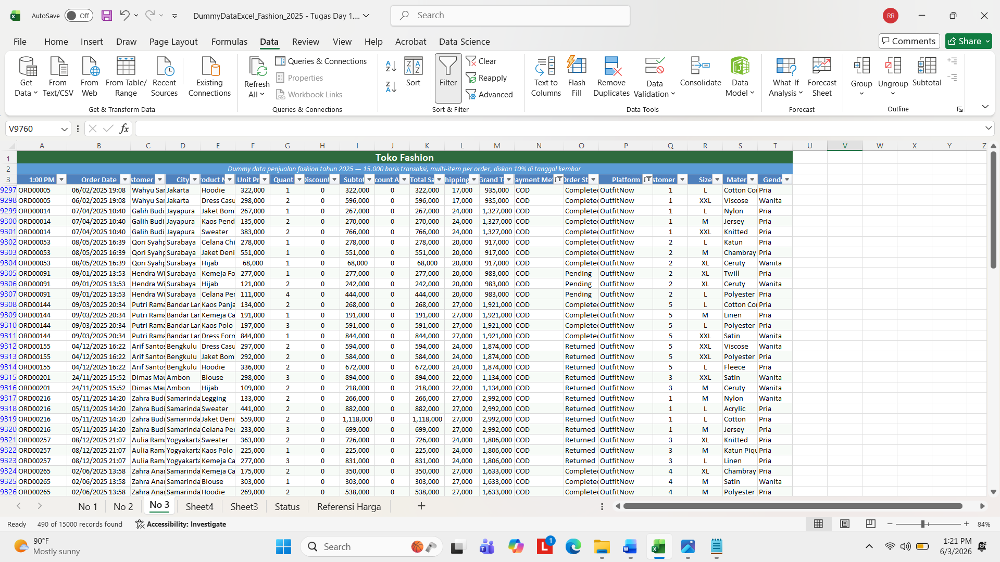 AutoSave Off DummyDataExcel_Fashion_2025 - Tugas Day 1.... Search RR
File Home Insert Draw Page Layout Formulas Data Review View Help Acrobat Data Science Comments Share
Get Data From Text/CSV From Web From Table/ Range Recent Sources Existing Connections
Get & Transform Data
Refresh All Queries & Connections Properties Workbook Links
Queries & Connections
Sort Filter Clear Reapply Advanced
Sort & Filter
Text to Columns Flash Fill Remove Duplicates Data Validation Consolidate Data Model
Data Tools
What-If Analysis Forecast Sheet
Forecast
Group Ungroup Subtotal
Outline
V9760 fx
A B C D E F G H I J K L M N O P Q R S T U V W X Y Z
1 Toko Fashion
2 Dummy data penjualan fashion tahun 2025 — 15.000 baris transaksi, multi-item per order, diskon 10% di tanggal kembar
3 1:00 PM Order Date stomer City roduct N Unit Pr Quanti Discount Subtot count A Total Sa hipping Grand T ayment Met Order St Platform stomer Size Mater Gend
9297 ORD00005 06/02/2025 19:08 Wahyu Sar Jakarta Hoodie 322,000 1 0 322,000 0 322,000 17,000 935,000 COD Completed OutfitNow 1 L Cotton Cor Pria
9298 ORD00005 06/02/2025 19:08 Wahyu Sar Jakarta Dress Casu 298,000 2 0 596,000 0 596,000 17,000 935,000 COD Completed OutfitNow 1 XXL Viscose Wanita
9299 ORD00014 07/04/2025 10:40 Galih Budi Jayapura Jaket Bom 267,000 1 0 267,000 0 267,000 24,000 1,327,000 COD Completed OutfitNow 1 L Nylon Pria
9300 ORD00014 07/04/2025 10:40 Galih Budi Jayapura Kaos Pend 135,000 2 0 270,000 0 270,000 24,000 1,327,000 COD Completed OutfitNow 1 M Jersey Pria
9301 ORD00014 07/04/2025 10:40 Galih Budi Jayapura Sweater 383,000 2 0 766,000 0 766,000 24,000 1,327,000 COD Completed OutfitNow 1 XXL Knitted Pria
9302 ORD00053 08/05/2025 16:39 Qori Syahp Surabaya Celana Chi 278,000 1 0 278,000 0 278,000 20,000 917,000 COD Completed OutfitNow 2 L Katun Pria
9303 ORD00053 08/05/2025 16:39 Qori Syahp Surabaya Jaket Deni 551,000 1 0 551,000 0 551,000 20,000 917,000 COD Completed OutfitNow 2 M Chambray Pria
9304 ORD00053 08/05/2025 16:39 Qori Syahp Surabaya Hijab 68,000 1 0 68,000 0 68,000 20,000 917,000 COD Completed OutfitNow 2 XL Ceruty Wanita
9305 ORD00091 09/01/2025 13:53 Hendra Wi Surabaya Kemeja Fo 277,000 1 0 277,000 0 277,000 20,000 983,000 COD Pending OutfitNow 2 XL Twill Pria
9306 ORD00091 09/01/2025 13:53 Hendra Wi Surabaya Hijab 121,000 2 0 242,000 0 242,000 20,000 983,000 COD Pending OutfitNow 2 XL Ceruty Wanita
9307 ORD00091 09/01/2025 13:53 Hendra Wi Surabaya Celana Per 111,000 4 0 444,000 0 444,000 20,000 983,000 COD Pending OutfitNow 2 L Polyester Pria
9308 ORD00144 09/03/2025 20:34 Putri Rama Bandar Lar Kaos Panja 134,000 2 0 268,000 0 268,000 27,000 1,921,000 COD Completed OutfitNow 5 L Cotton Cor Pria
9309 ORD00144 09/03/2025 20:34 Putri Rama Bandar Lar Kemeja Ca 191,000 1 0 191,000 0 191,000 27,000 1,921,000 COD Completed OutfitNow 5 M Linen Pria
9310 ORD00144 09/03/2025 20:34 Putri Rama Bandar Lar Kaos Polo 197,000 3 0 591,000 0 591,000 27,000 1,921,000 COD Completed OutfitNow 5 L Polyester Pria
9311 ORD00144 09/03/2025 20:34 Putri Rama Bandar Lar Dress Forn 844,000 1 0 844,000 0 844,000 27,000 1,921,000 COD Completed OutfitNow 5 XXL Satin Wanita
9312 ORD00155 04/12/2025 16:22 Arif Santos Bengkulu Dress Casu 297,000 2 0 594,000 0 594,000 24,000 1,874,000 COD Returned OutfitNow 5 XXL Viscose Wanita
9313 ORD00155 04/12/2025 16:22 Arif Santos Bengkulu Jaket Bom 292,000 2 0 584,000 0 584,000 24,000 1,874,000 COD Returned OutfitNow 5 XXL Polyester Pria
9314 ORD00155 04/12/2025 16:22 Arif Santos Bengkulu Hoodie 336,000 2 0 672,000 0 672,000 24,000 1,874,000 COD Returned OutfitNow 5 L Fleece Pria
9315 ORD00201 24/11/2025 15:52 Dimas Mau Ambon Blouse 298,000 3 0 894,000 0 894,000 22,000 1,134,000 COD Returned OutfitNow 3 XXL Satin Wanita
9316 ORD00201 24/11/2025 15:52 Dimas Mau Ambon Hijab 109,000 2 0 218,000 0 218,000 22,000 1,134,000 COD Returned OutfitNow 3 M Ceruty Wanita
9317 ORD00216 05/11/2025 14:20 Zahra Budi Samarinda Legging 133,000 2 0 266,000 0 266,000 27,000 2,992,000 COD Returned OutfitNow 1 M Nylon Wanita
9318 ORD00216 05/11/2025 14:20 Zahra Budi Samarinda Sweater 441,000 2 0 882,000 0 882,000 27,000 2,992,000 COD Returned OutfitNow 1 L Acrylic Pria
9319 ORD00216 05/11/2025 14:20 Zahra Budi Samarinda Jaket Deni 559,000 2 0 1,118,000 0 1,118,000 27,000 2,992,000 COD Returned OutfitNow 1 L Cotton Pria
9320 ORD00216 05/11/2025 14:20 Zahra Budi Samarinda Celana Per 233,000 3 0 699,000 0 699,000 27,000 2,992,000 COD Returned OutfitNow 1 M Jersey Pria
9321 ORD00257 08/12/2025 21:07 Aulia Rama Yogyakarta Sweater 363,000 2 0 726,000 0 726,000 24,000 1,806,000 COD Returned OutfitNow 3 XL Knitted Pria
9322 ORD00257 08/12/2025 21:07 Aulia Rama Yogyakarta Kaos Polo 225,000 1 0 225,000 0 225,000 24,000 1,806,000 COD Returned OutfitNow 3 M Katun Piqu Pria
9323 ORD00257 08/12/2025 21:07 Aulia Rama Yogyakarta Kemeja Ca 277,000 3 0 831,000 0 831,000 24,000 1,806,000 COD Returned OutfitNow 3 L Linen Pria
9324 ORD00265 02/06/2025 13:58 Zahra Anar Samarinda Kemeja Ca 175,000 2 0 350,000 0 350,000 27,000 1,633,000 COD Completed OutfitNow 4 XL Chambray Pria
9325 ORD00265 02/06/2025 13:58 Zahra Anar Samarinda Blouse 303,000 1 0 303,000 0 303,000 27,000 1,633,000 COD Completed OutfitNow 4 M Satin Wanita
9326 ORD00265 02/06/2025 13:58 Zahra Anar Samarinda Hoodie 269,000 2 0 538,000 0 538,000 27,000 1,633,000 COD Completed OutfitNow 4 M Polyester Pria
No 1 No 2 No 3 Sheet4 Sheet3 Status Referensi Harga
Ready 490 of 15000 records found Accessibility: Investigate 84%
90°F
Mostly sunny
Search
1
1:21 PM
6/3/2026